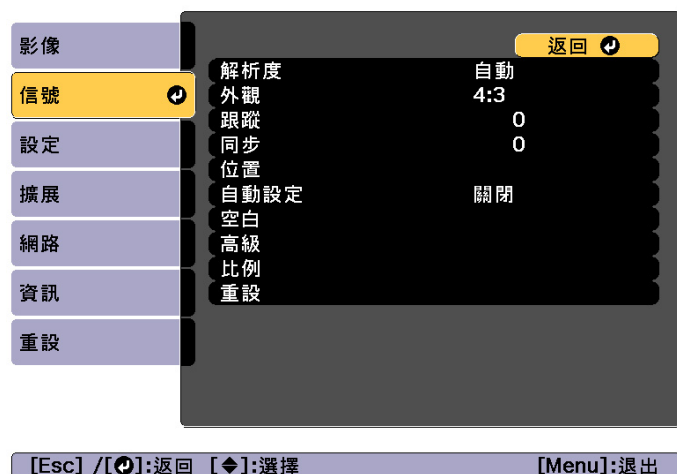 影像
信號
設定
擴展
網路
資訊
重設
返回
解析度 自動
外觀 4:3
跟蹤 0
同步 0
位置
自動設定 關閉
空白
高級
比例
重設
[Esc] /[]:返回 [◆]:選擇 [Menu]:退出